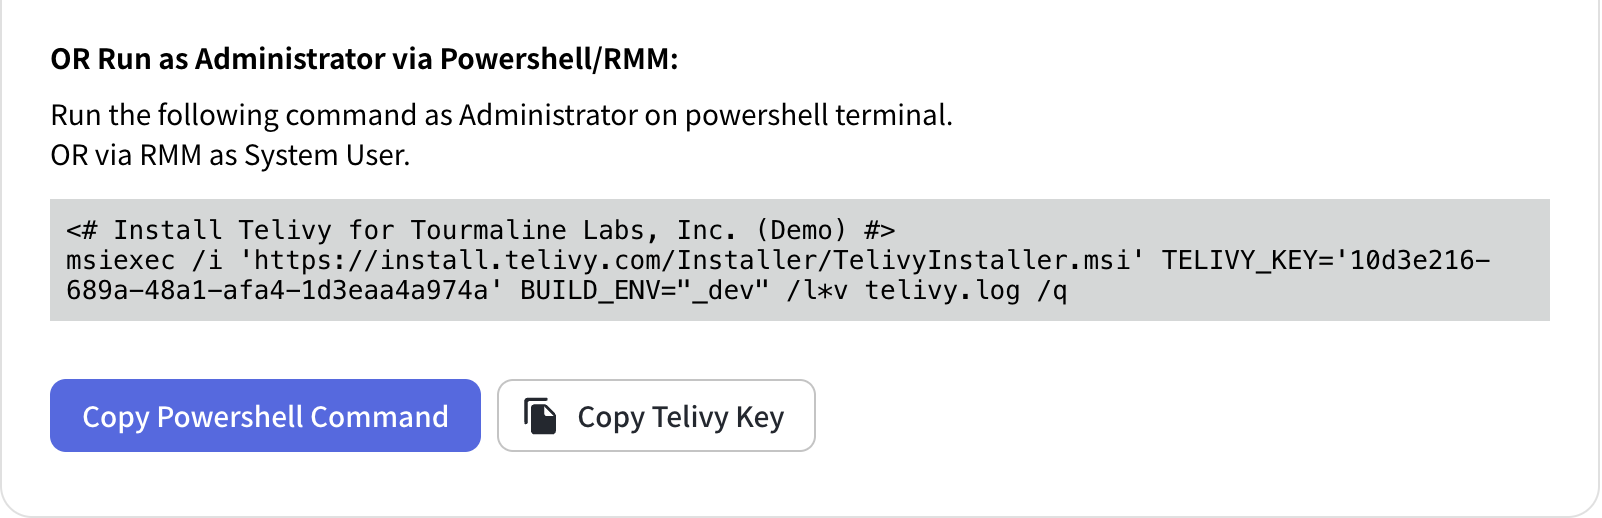 OR Run as Administrator via Powershell/RMM:
Run the following command as Administrator on powershell terminal.
OR via RMM as System User.
<# Install Telivy for Tourmaline Labs, Inc. (Demo) #>
msiexec /i 'https://install.telivy.com/Installer/TelivyInstaller.msi' TELIVY_KEY='10d3e216-
689a-48a1-afa4-1d3eaa4a974a' BUILD_ENV="_dev" /l*v telivy.log /q
Copy Powershell Command
Copy Telivy Key